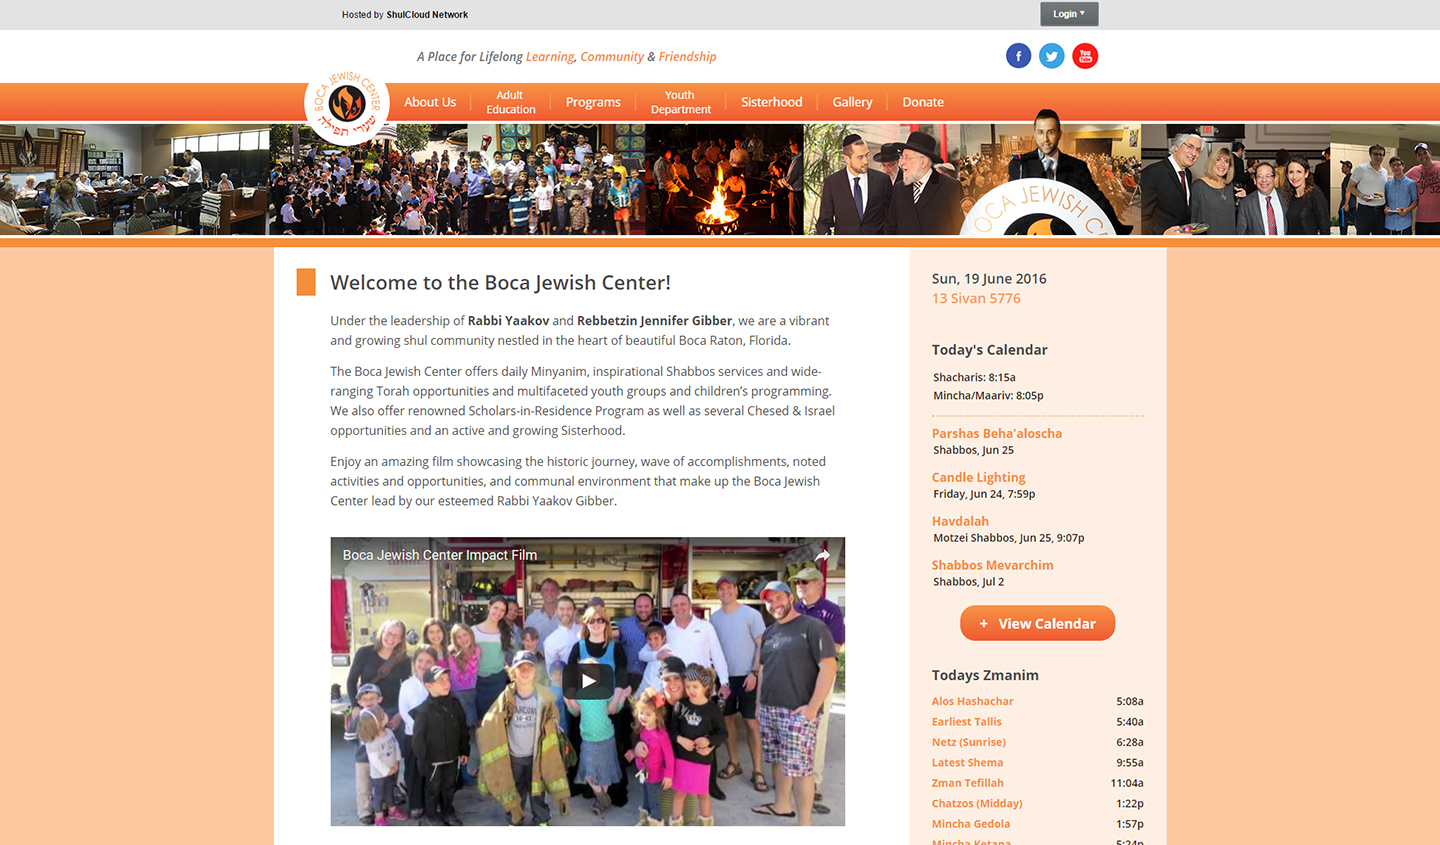 Hosted by ShulCloud Network
Login
A Place for Lifelong Learning, Community & Friendship
f
You Tube
BOCA JEWISH CENTER
שערי תפילה
About Us
Adult
Education
Programs
Youth
Department
Sisterhood
Gallery
Donate
BOCA JEWISH CENTER
Welcome to the Boca Jewish Center!
Under the leadership of Rabbi Yaakov and Rebbetzin Jennifer Gibber, we are a vibrant
and growing shul community nestled in the heart of beautiful Boca Raton, Florida.
The Boca Jewish Center offers daily Minyanim, inspirational Shabbos services and wide-
ranging Torah opportunities and multifaceted youth groups and children's programming.
We also offer renowned Scholars-in-Residence Program as well as several Chesed & Israel
opportunities and an active and growing Sisterhood.
Enjoy an amazing film showcasing the historic journey, wave of accomplishments, noted
activities and opportunities, and communal environment that make up the Boca Jewish
Center lead by our esteemed Rabbi Yaakov Gibber.
Boca Jewish Center Impact Film
Sun, 19 June 2016
13 Sivan 5776
Today's Calendar
Shacharis: 8:15a
Mincha/Maariv: 8:05p
Parshas Beha'aloscha
Shabbos, Jun 25
Candle Lighting
Friday, Jun 24, 7:59p
Havdalah
Motzei Shabbos, Jun 25, 9:07p
Shabbos Mevarchim
Shabbos, Jul 2
+ View Calendar
Todays Zmanim
Alos Hashachar 5:08a
Earliest Tallis 5:40a
Netz (Sunrise) 6:28a
Latest Shema 9:55a
Zman Tefillah 11:04a
Chatzos (Midday) 1:22p
Mincha Gedola 1:57p
Mincha Ketana 5:24p